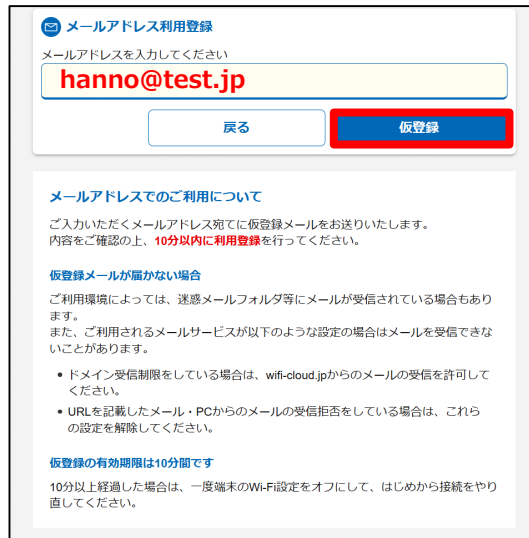 メールアドレス利用登録
メールアドレスを入力してください
hanno@test.jp
戻る
仮登録
メールアドレスでのご利用について
ご入力いただくメールアドレス宛てに仮登録メールをお送りいたします。
内容をご確認の上、10分以内に利用登録を行ってください。
仮登録メールが届かない場合
ご利用環境によっては、迷惑メールフォルダ等にメールが受信されている場合もあり
ます。
また、ご利用されるメールサービスが以下のような設定の場合はメールを受信できな
いことがあります。
• ドメイン受信制限をしている場合は、wifi-cloud.jpからのメールの受信を許可して
ください。
• URLを記載したメール・PCからのメールの受信拒否をしている場合は、これら
の設定を解除してください。
仮登録の有効期限は10分間です
10分以上経過した場合は、一度端末のWi-Fi設定をオフにして、はじめから接続をやり
直してください。